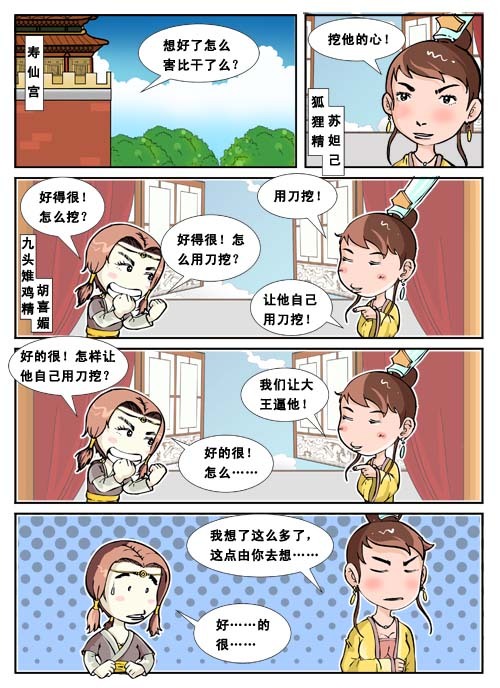 寿仙宫
想好了怎么
害比干了么？
挖他的心！
狐狸精
苏妲己
好得很！
怎么挖？
用刀挖！
好得很！怎
么用刀挖？
让他自己
用刀挖！
九头雉鸡精
胡喜媚
好的很！怎样让
他自己用刀挖！
我们让大
王逼他！
好的很！
怎么……
我想了这么多了，
这点由你去想……
好……的
很……